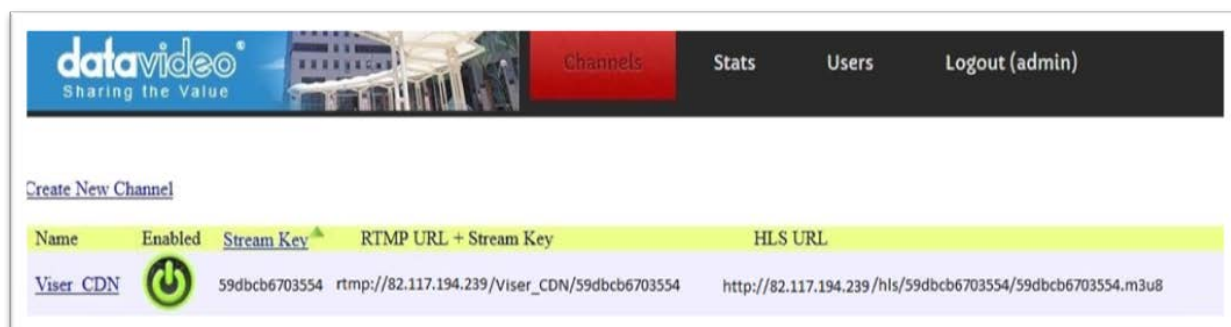 datavideo®
Sharing the Value
Channels Stats Users Logout (admin)
Create New Channel
Name Enabled Stream Key RTMP URL + Stream Key HLS URL
Viser_CDN 59dbcb6703554 rtmp://82.117.194.239/Viser_CDN/59dbcb6703554 http://82.117.194.239/hls/59dbcb6703554/59dbcb6703554.m3u8